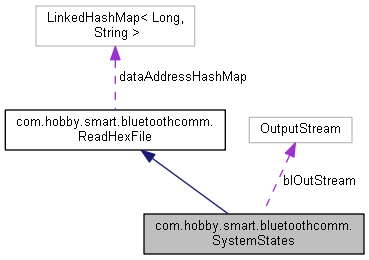 LinkedHashMap< Long,
String >
dataAddressHashMap
com.hobby.smart.bluetoothcomm.
ReadHexFile
OutputStream
blOutStream
com.hobby.smart.bluetoothcomm.
SystemStates